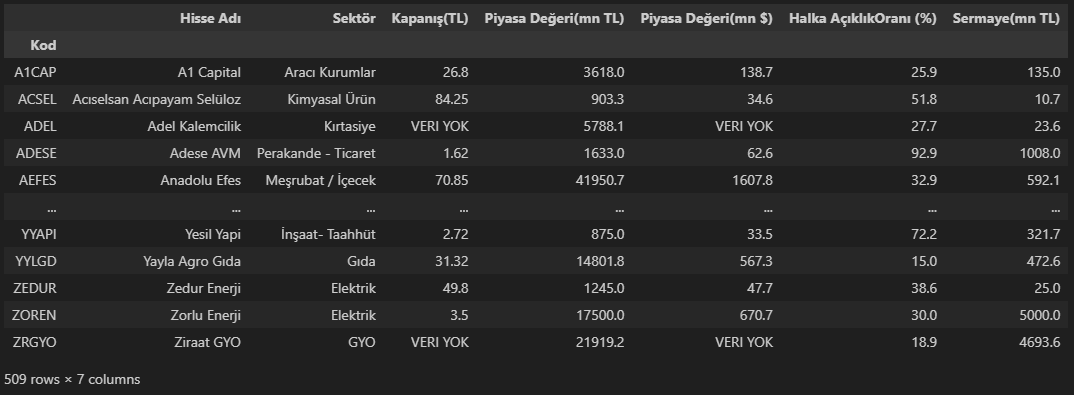 Hisse Adı Sektör Kapanış(TL) Piyasa Değeri(mn TL) Piyasa Değeri(mn $) Halka AçıklıkOranı (%) Sermaye(mn TL)
Kod
A1CAP A1 Capital Aracı Kurumlar 26.8 3618.0 138.7 25.9 135.0
ACSEL Acıselsan Acıpayam Selüloz Kimyasal Ürün 84.25 903.3 34.6 51.8 10.7
ADEL Adel Kalemcilik Kırtasiye VERI YOK 5788.1 VERI YOK 27.7 23.6
ADESE Adese AVM Perakande - Ticaret 1.62 1633.0 62.6 92.9 1008.0
AEFES Anadolu Efes Meşrubat / İçecek 70.85 41950.7 1607.8 32.9 592.1
... ... ... ... ... ... ... ...
YYAPI Yesil Yapi İnşaat- Taahhüt 2.72 875.0 33.5 72.2 321.7
YYLGD Yayla Agro Gıda Gıda 31.32 14801.8 567.3 15.0 472.6
ZEDUR Zedur Enerji Elektrik 49.8 1245.0 47.7 38.6 25.0
ZOREN Zorlu Enerji Elektrik 3.5 17500.0 670.7 30.0 5000.0
ZRGYO Ziraat GYO GYO VERI YOK 21919.2 VERI YOK 18.9 4693.6
509 rows × 7 columns